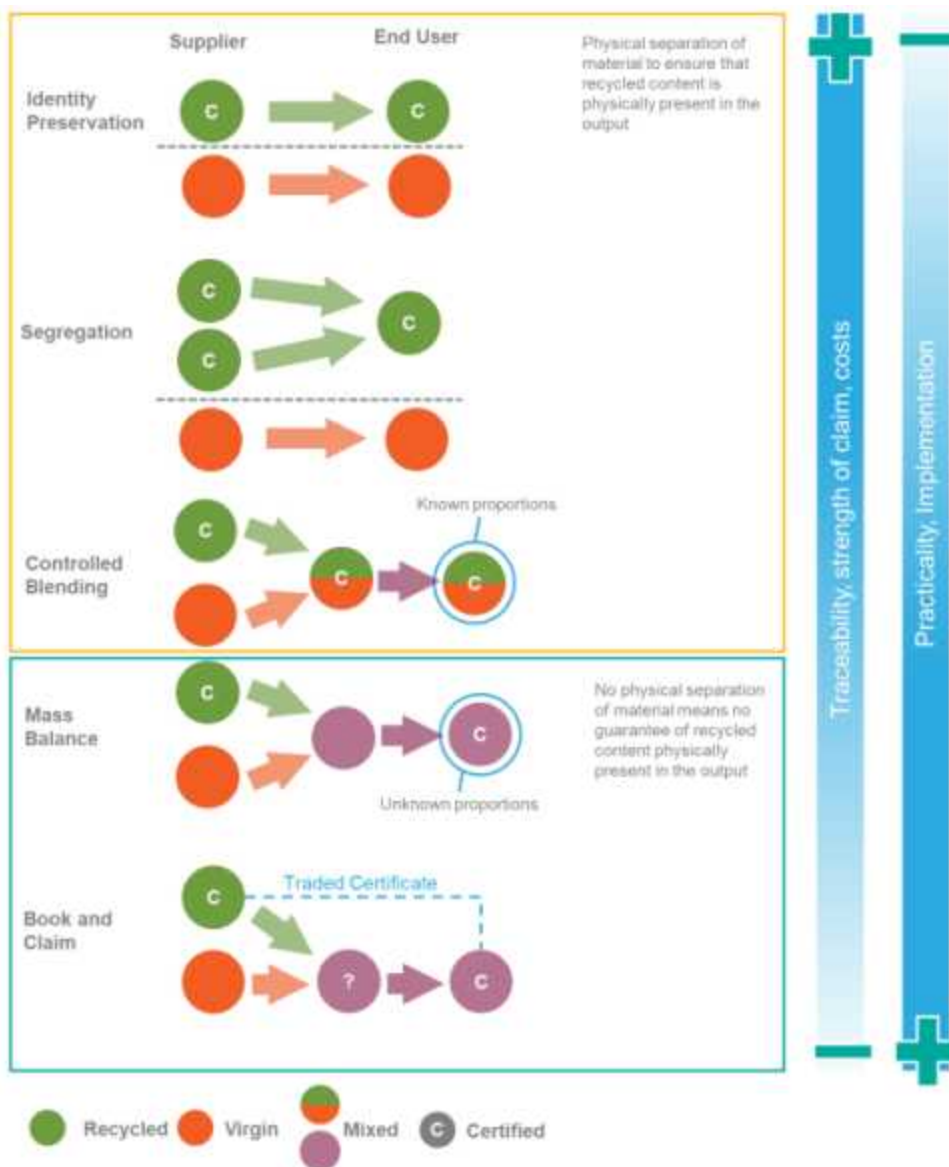 Supplier
End User
Physical separation of
material to ensure that
recycled content is
physically present in the
output
Identity
Preservation
C
C
Segregation
C
C
C
Known proportions
Controlled
Blending
C
C
C
Mass
Balance
C
C
No physical separation
of material means no
guarantee of recycled
content physically
present in the output
Unknown proportions
Book and
Claim
C
Traded Certificate
?
C
Traceability, strength of claim, costs
Practicality, Implementation
Recycled
Virgin
Mixed
C
Certified